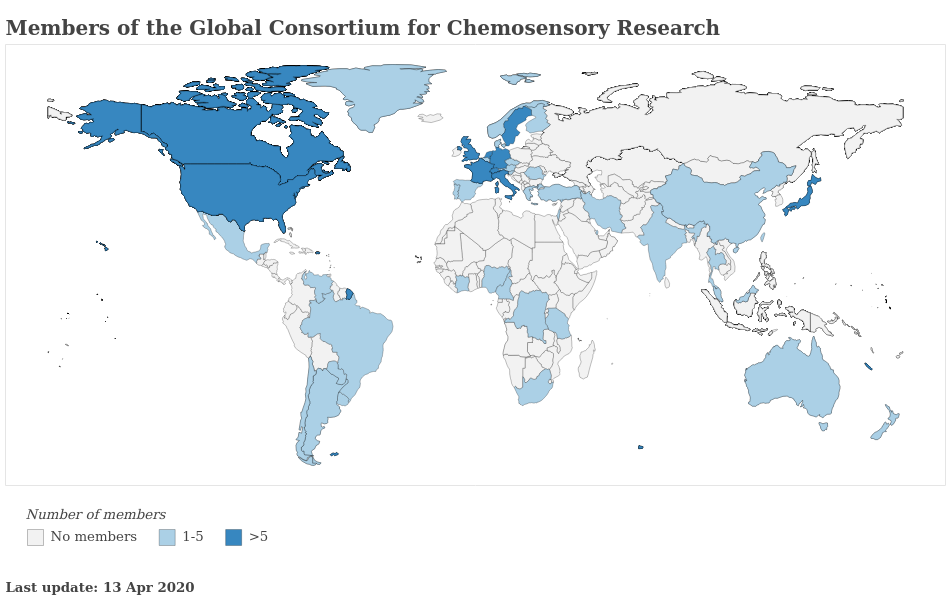 Members of the Global Consortium for Chemosensory Research
Number of members
No members 1-5 >5
Last update: 13 Apr 2020